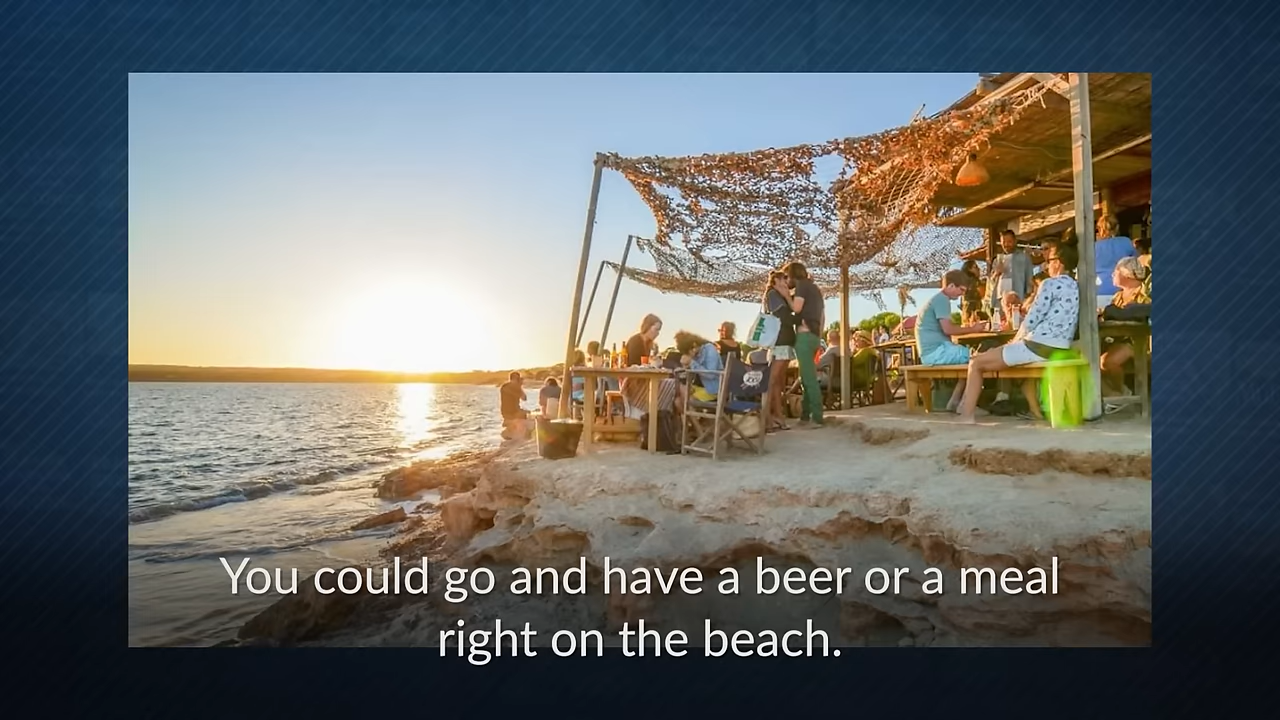 You could go and have a beer or a meal
right on the beach.